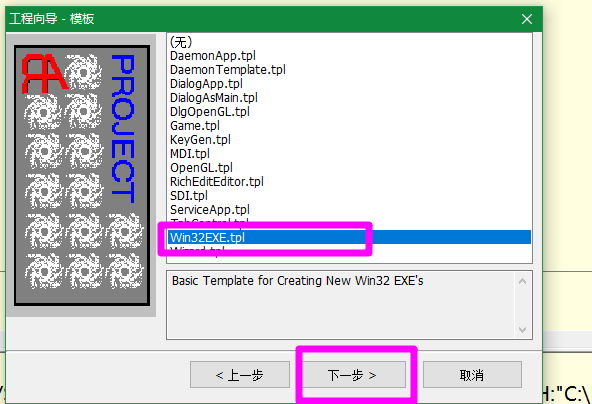 工程向导 - 模板
RA
PROJECT
(无)
DaemonApp.tpl
DaemonTemplate.tpl
DialogApp.tpl
DialogAsMain.tpl
DlgOpenGL.tpl
Game.tpl
KeyGen.tpl
MDI.tpl
OpenGL.tpl
RichEditEditor.tpl
SDI.tpl
ServiceApp.tpl
TabControl.tpl
Win32EXE.tpl
Wizard.tpl
Basic Template for Creating New Win32 EXE's
< 上一步
下一步 >
取消
H:"C:\